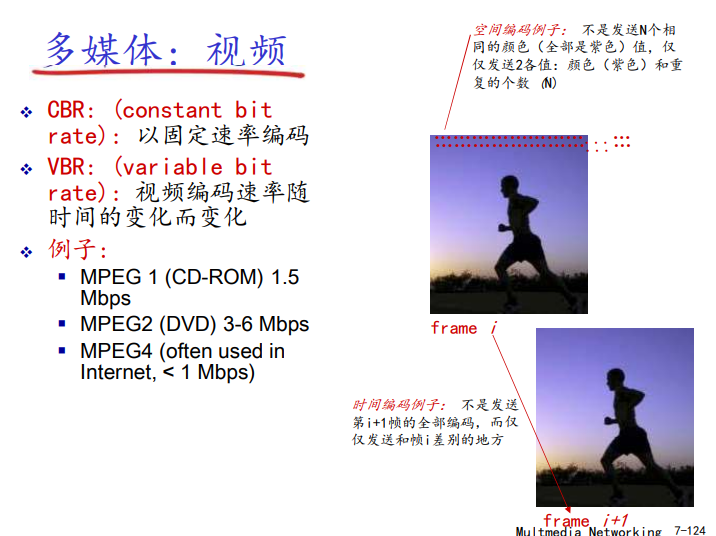 多媒体：视频
CBR: (constant bit
rate): 以固定速率编码
VBR: (variable bit
rate): 视频编码速率随
时间的变化而变化
例子:
MPEG 1 (CD-ROM) 1.5
Mbps
MPEG2 (DVD) 3-6 Mbps
MPEG4 (often used in
Internet, < 1 Mbps)
空间编码例子： 不是发送N个相
同的颜色（全部是紫色）值，仅
仅发送2各值：颜色（紫色）和重
复的个数 (N)
frame i
时间编码例子： 不是发送
第i+1帧的全部编码，而仅
仅发送和帧i差别的地方
frame i+1
Multmedia Networking 7-124